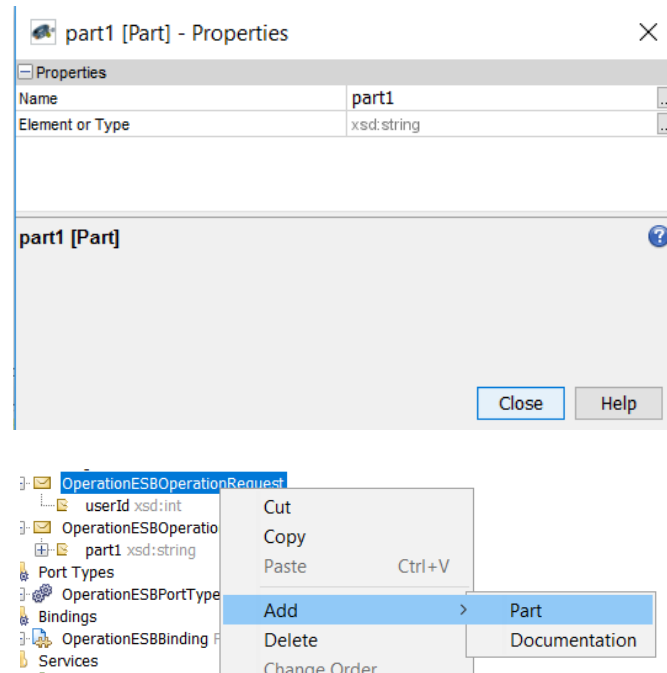 part1 [Part] - Properties
Properties
Name part1
Element or Type xsd:string
part1 [Part]
Close Help
OperationESBOperationRequest
userId xsd:int
Cut
OperationESBOperatio
Copy
part1 xsd:string
Paste Ctrl+V
Port Types
OperationESBPortType
Add > Part
Bindings
OperationESBBinding
Delete Documentation
Services
Change Order